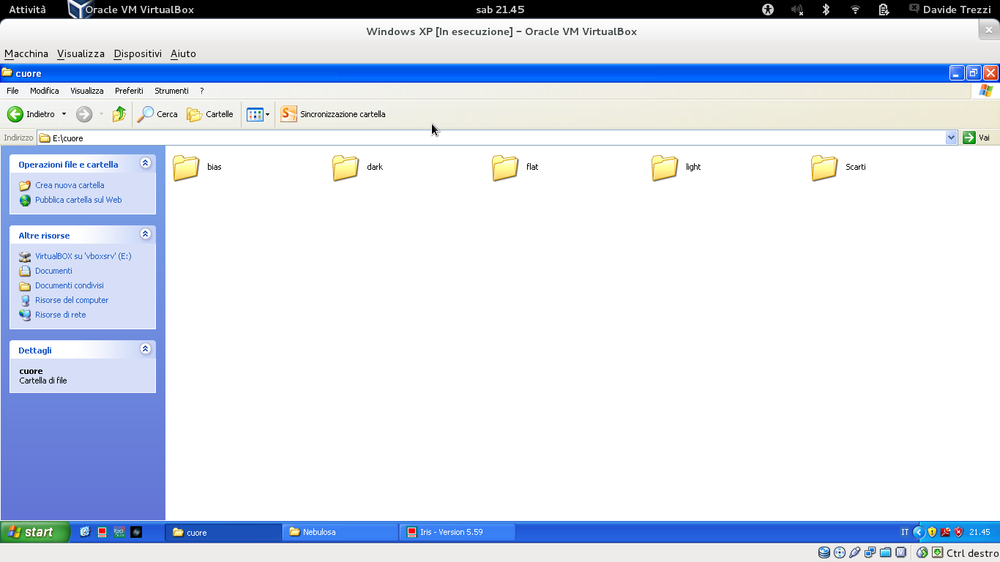 Attività Oracle VM VirtualBox sab 21.45 Davide Trezzi
Windows XP [In esecuzione] - Oracle VM VirtualBox
Macchina Visualizza Dispositivi Aiuto
cuore
File Modifica Visualizza Preferiti Strumenti ?
Indietro Cerca Cartelle Sincronizzazione cartella
Indirizzo E:\cuore Vai
Operazioni file e cartella
Crea nuova cartella
Pubblica cartella sul Web
Altre risorse
VirtualBOX su 'vboxsrv' (E:)
Documenti
Documenti condivisi
Risorse del computer
Risorse di rete
Dettagli
cuore
Cartella di file
bias dark flat light Scarti
start cuore Nebulosa Iris - Version 5.59 IT 21.45
Ctrl destro